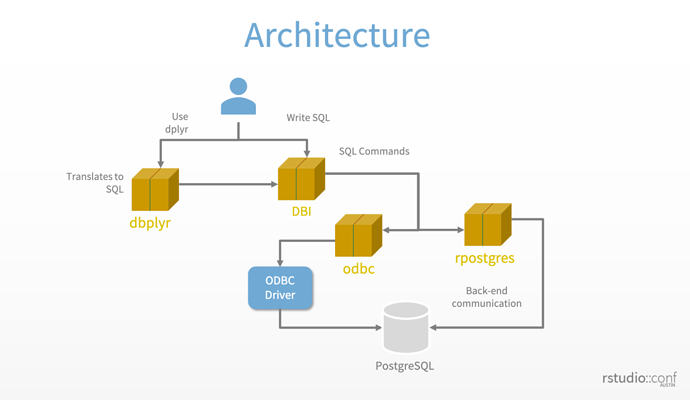 Architecture
Use
dplyr
Write SQL
SQL Commands
Translates to
SQL
dbplyr
DBI
odbc
rpostgres
ODBC
Driver
Back-end
communication
PostgreSQL
rstudio::conf
AUSTIN